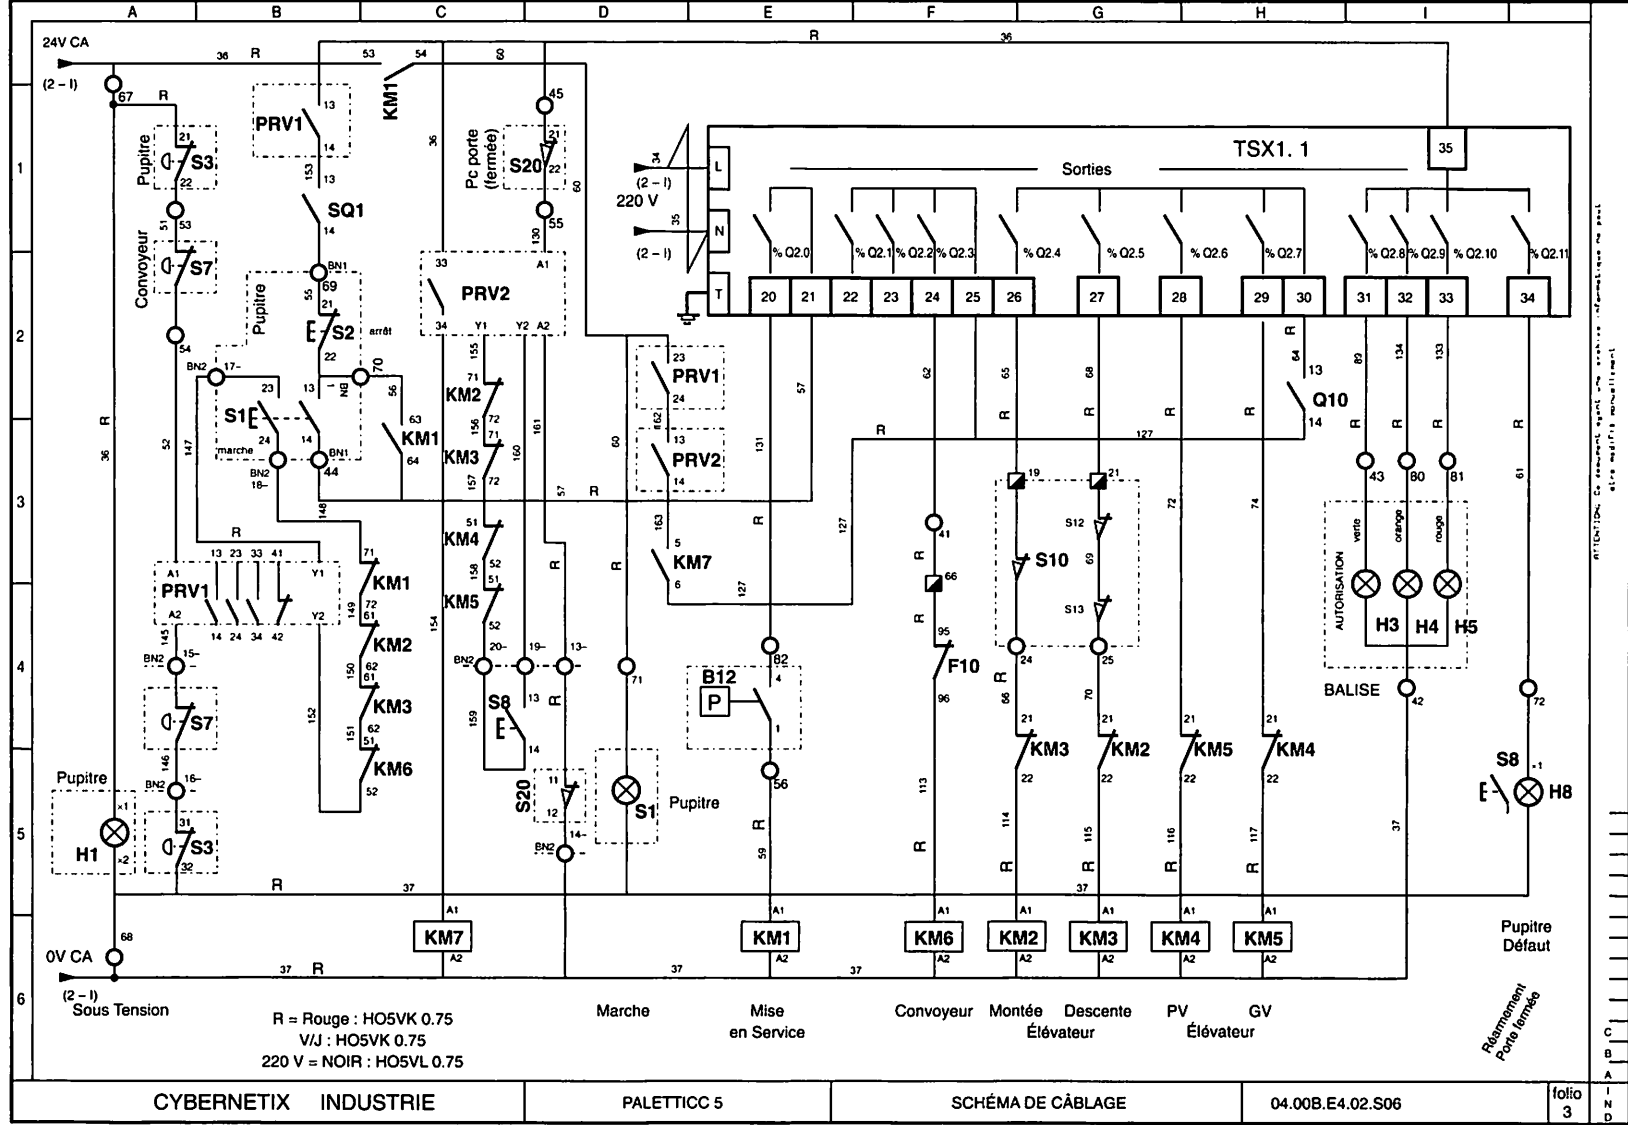 A B C D E F G H I
24V CA
(2 – I)
36 R 53 54 S R 36
KM1
67 R
Pupitre
21
S3
22
51 53
Convoyeur
S7
54
PRV1
13
14
153
13
SQ1
14
BN1
69
55
Pupitre
21
S2
22
arrêt
BN2
17–
BN1
70
56
23 13
S1
24 14
marche
BN2
18–
BN1
44
63
KM1
64
36 R
52
147
148
R
13 23 33 41
A1 Y1
PRV1
A2 Y2
14 24 34 42
145
BN2
15–
S7
146
BN2
16–
31
S3
32
Pupitre
x1
H1
x2
71
KM1
72
149
61
KM2
62
150
61
KM3
62
151
51
KM6
52
152
36
45
Pc porte
(fermée)
21
S20
22
55
130
60
33 A1
PRV2
34 Y1 Y2 A2
155
71
KM2
72
156
71
KM3
72
157
51
KM4
52
158
51
KM5
52
154
160
161
57 R
BN2
20– 19– 13–
159
S8
13
14
R
R
11
S20
12
BN2
14–
23
PRV1
24
162
13
PRV2
14
163
5
KM7
6
60
R
71
S1
Pupitre
127
127
R
127
34
(2 – I)
220 V
35
(2 – I)
L
N
T
TSX1. 1
35
Sorties
% Q2.0
% Q2.1
% Q2.2
% Q2.3
% Q2.4
% Q2.5
% Q2.6
% Q2.7
% Q2.8
% Q2.9
% Q2.10
% Q2.11
20 21 22 23 24 25 26 27 28 29 30 31 32 33 34
57
131
R
82
B12
P
4
1
56
R
59
62
41
R
66
R
95
F10
96
113
R
65
R
19
S10
24
R
66
21
KM3
22
114
R
68
R
21
S12
69
S13
25
70
21
KM2
22
115
R
72
21
KM5
22
116
R
R
74
21
KM4
22
117
R
R
64
13
Q10
14
89 134 133
R R R
43 80 81
AUTORISATION
verte orange rouge
H3 H4 H5
BALISE
42
37
R
61
72
S8
-1
H8
R 37 37
68
0V CA
(2 – I)
37 R 37 37
A1
KM7
A2
A1
KM1
A2
A1
KM6
A2
A1
KM2
A2
A1
KM3
A2
A1
KM4
A2
A1
KM5
A2
Pupitre
Défaut
Sous Tension
Marche
Mise
en Service
Convoyeur
Montée Descente
Élévateur
PV GV
Élévateur
Réarmement
Porte fermée
R = Rouge : HO5VK 0.75
V/J : HO5VK 0.75
220 V = NOIR : HO5VL 0.75
1
2
3
4
5
6
CYBERNETIX INDUSTRIE
PALETTICC 5
SCHÉMA DE CÂBLAGE
04.00B.E4.02.S06
folio
3
C
B
A
I
N
D